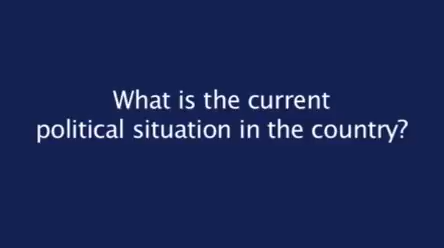 What is the current
political situation in the country?